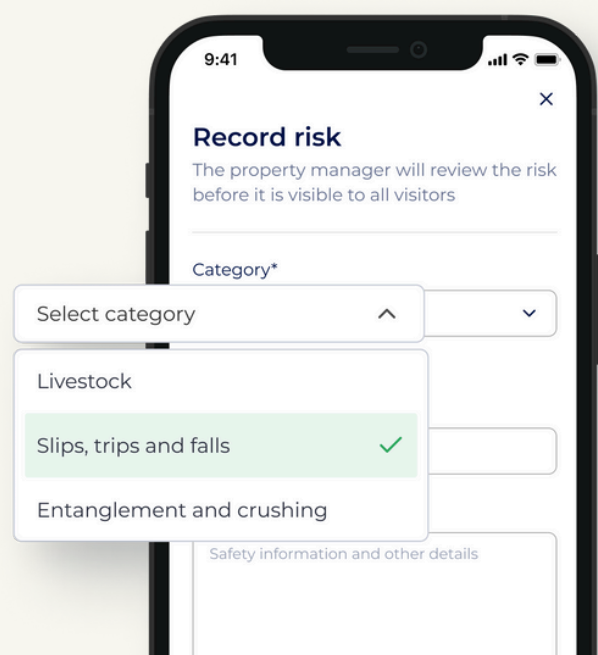 9:41
Record risk
The property manager will review the risk
before it is visible to all visitors
Category*
Select category
Livestock
Slips, trips and falls
Entanglement and crushing
Safety information and other details